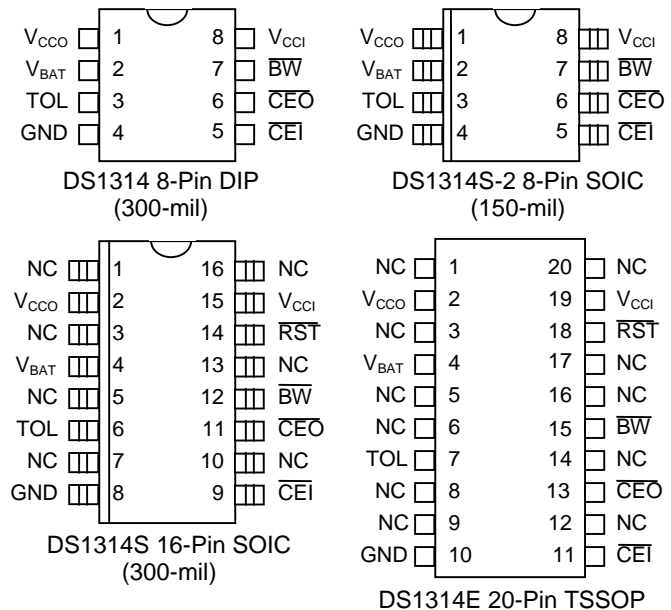 VCCO 1 8 VCCI
VBAT 2 7 BW
TOL 3 6 CEO
GND 4 5 CEI
DS1314 8-Pin DIP
(300-mil)
VCCO 1 8 VCCI
VBAT 2 7 BW
TOL 3 6 CEO
GND 4 5 CEI
DS1314S-2 8-Pin SOIC
(150-mil)
NC 1 16 NC
VCCO 2 15 VCCI
NC 3 14 RST
VBAT 4 13 NC
NC 5 12 BW
TOL 6 11 CEO
NC 7 10 NC
GND 8 9 CEI
DS1314S 16-Pin SOIC
(300-mil)
NC 1 20 NC
VCCO 2 19 VCCI
NC 3 18 RST
VBAT 4 17 NC
NC 5 16 NC
NC 6 15 BW
TOL 7 14 NC
NC 8 13 CEO
NC 9 12 NC
GND 10 11 CEI
DS1314E 20-Pin TSSOP